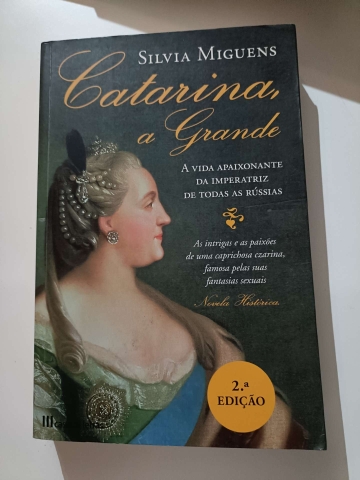 SILVIA MIGUENS
Catarina,
a Grande
A VIDA APAIXONANTE
DA IMPERATRIZ
DE TODAS AS RÚSSIAS
As intrigas e as paixões
de uma caprichosa czarina,
famosa pelas suas
fantasias sexuais
Novela Histórica
2.ª
EDIÇÃO